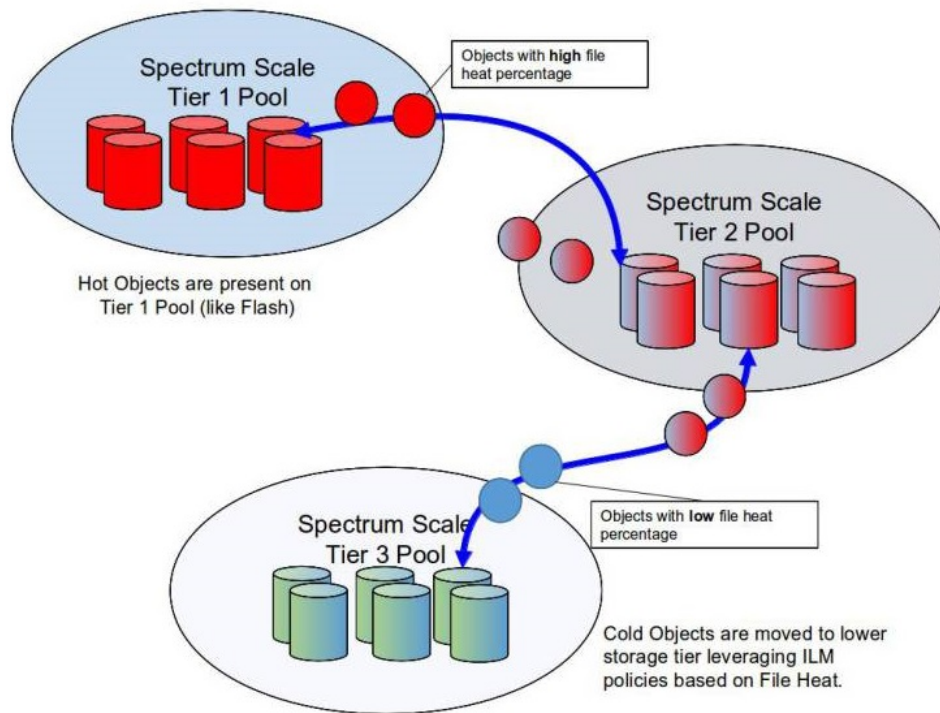 Spectrum Scale
Tier 1 Pool
Objects with high file
heat percentage
Spectrum Scale
Tier 2 Pool
Hot Objects are present on
Tier 1 Pool (like Flash)
Objects with low file heat
percentage
Spectrum Scale
Tier 3 Pool
Cold Objects are moved to lower
storage tier leveraging ILM
policies based on File Heat.